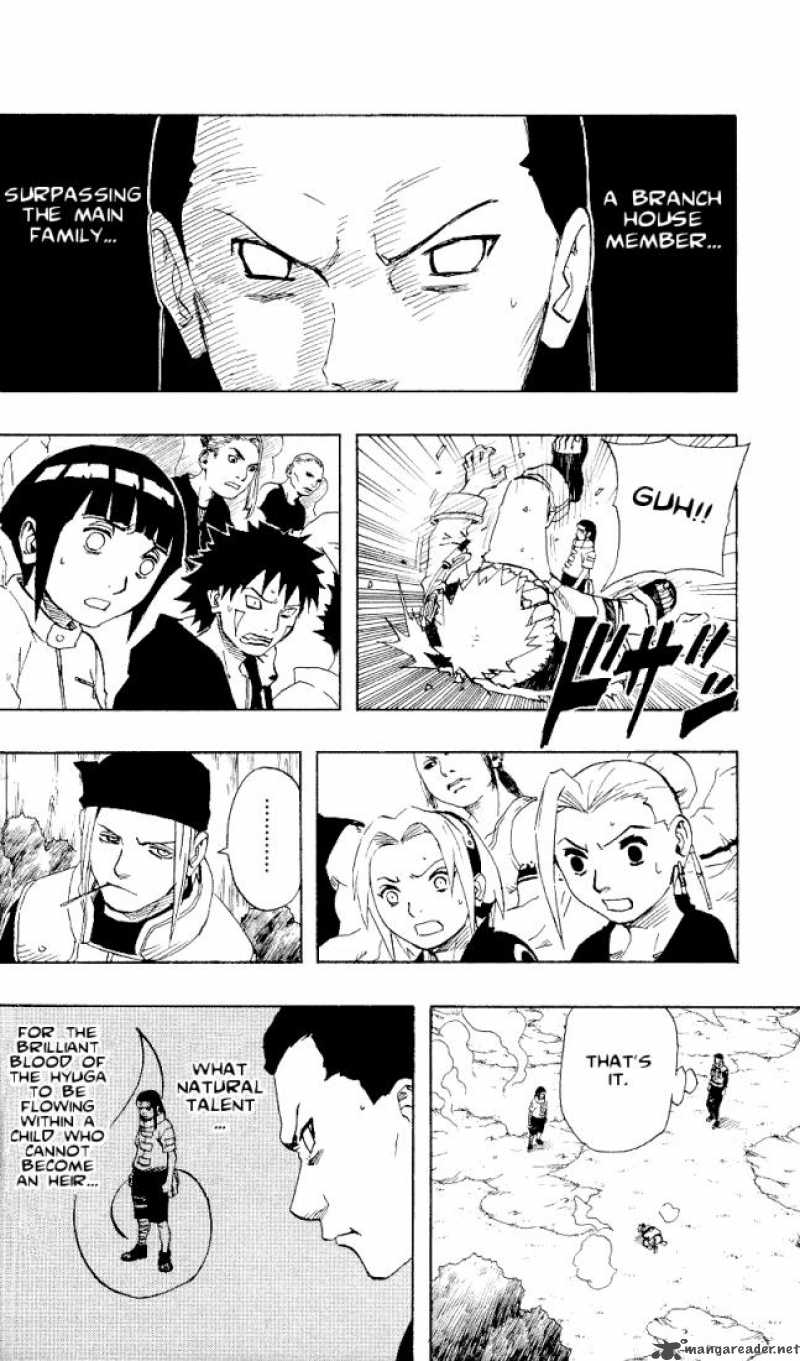 A BRANCH
HOUSE
MEMBER...
SURPASSING
THE MAIN
FAMILY...
GUH!!
ドサッ
.........
THAT'S
IT.
WHAT
NATURAL
TALENT
...
FOR THE
BRILLIANT
BLOOD OF
THE HYUGA
TO BE
FLOWING
WITHIN A
CHILD WHO
CANNOT
BECOME
AN HEIR...
mangareader.net